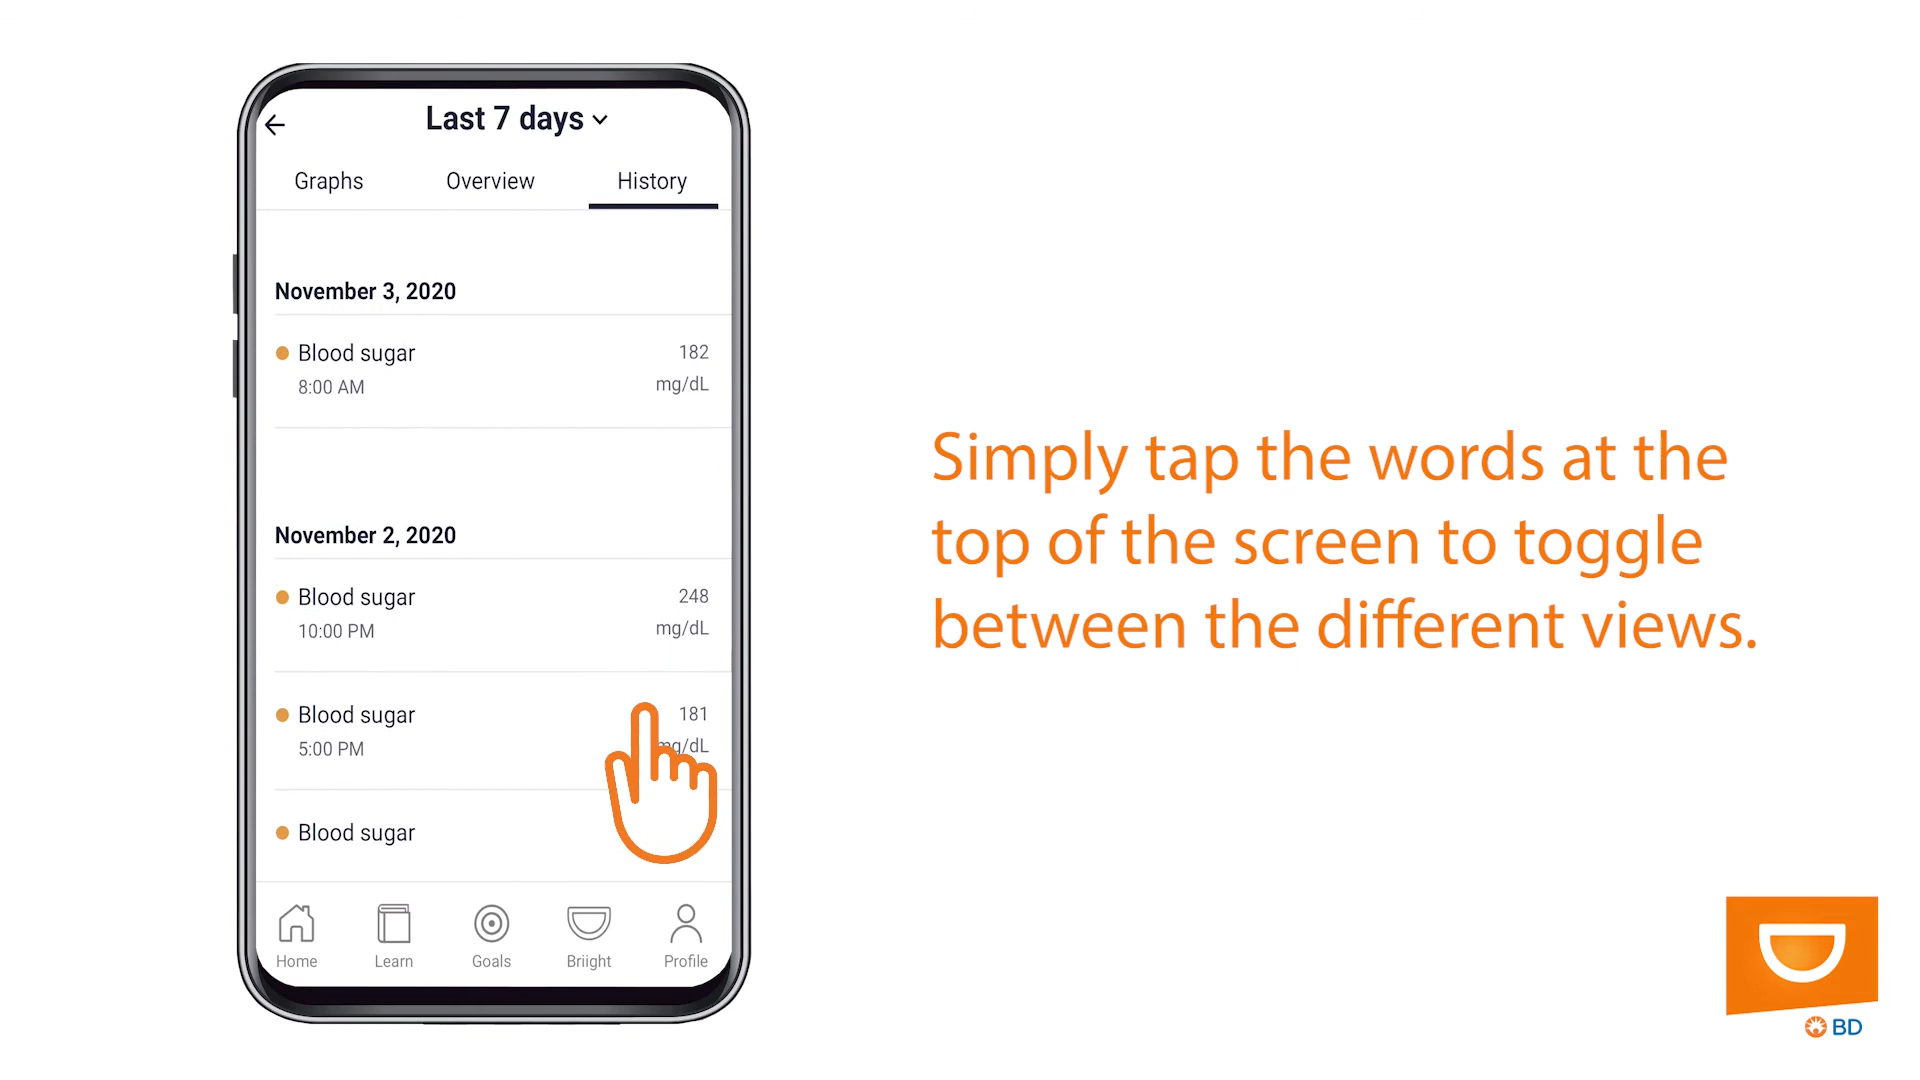 Last 7 days
Graphs Overview History
November 3, 2020
Blood sugar 182
8:00 AM mg/dL
November 2, 2020
Blood sugar 248
10:00 PM mg/dL
Blood sugar 181
5:00 PM mg/dL
Blood sugar
Home Learn Goals Briight Profile
Simply tap the words at the
top of the screen to toggle
between the different views.
BD